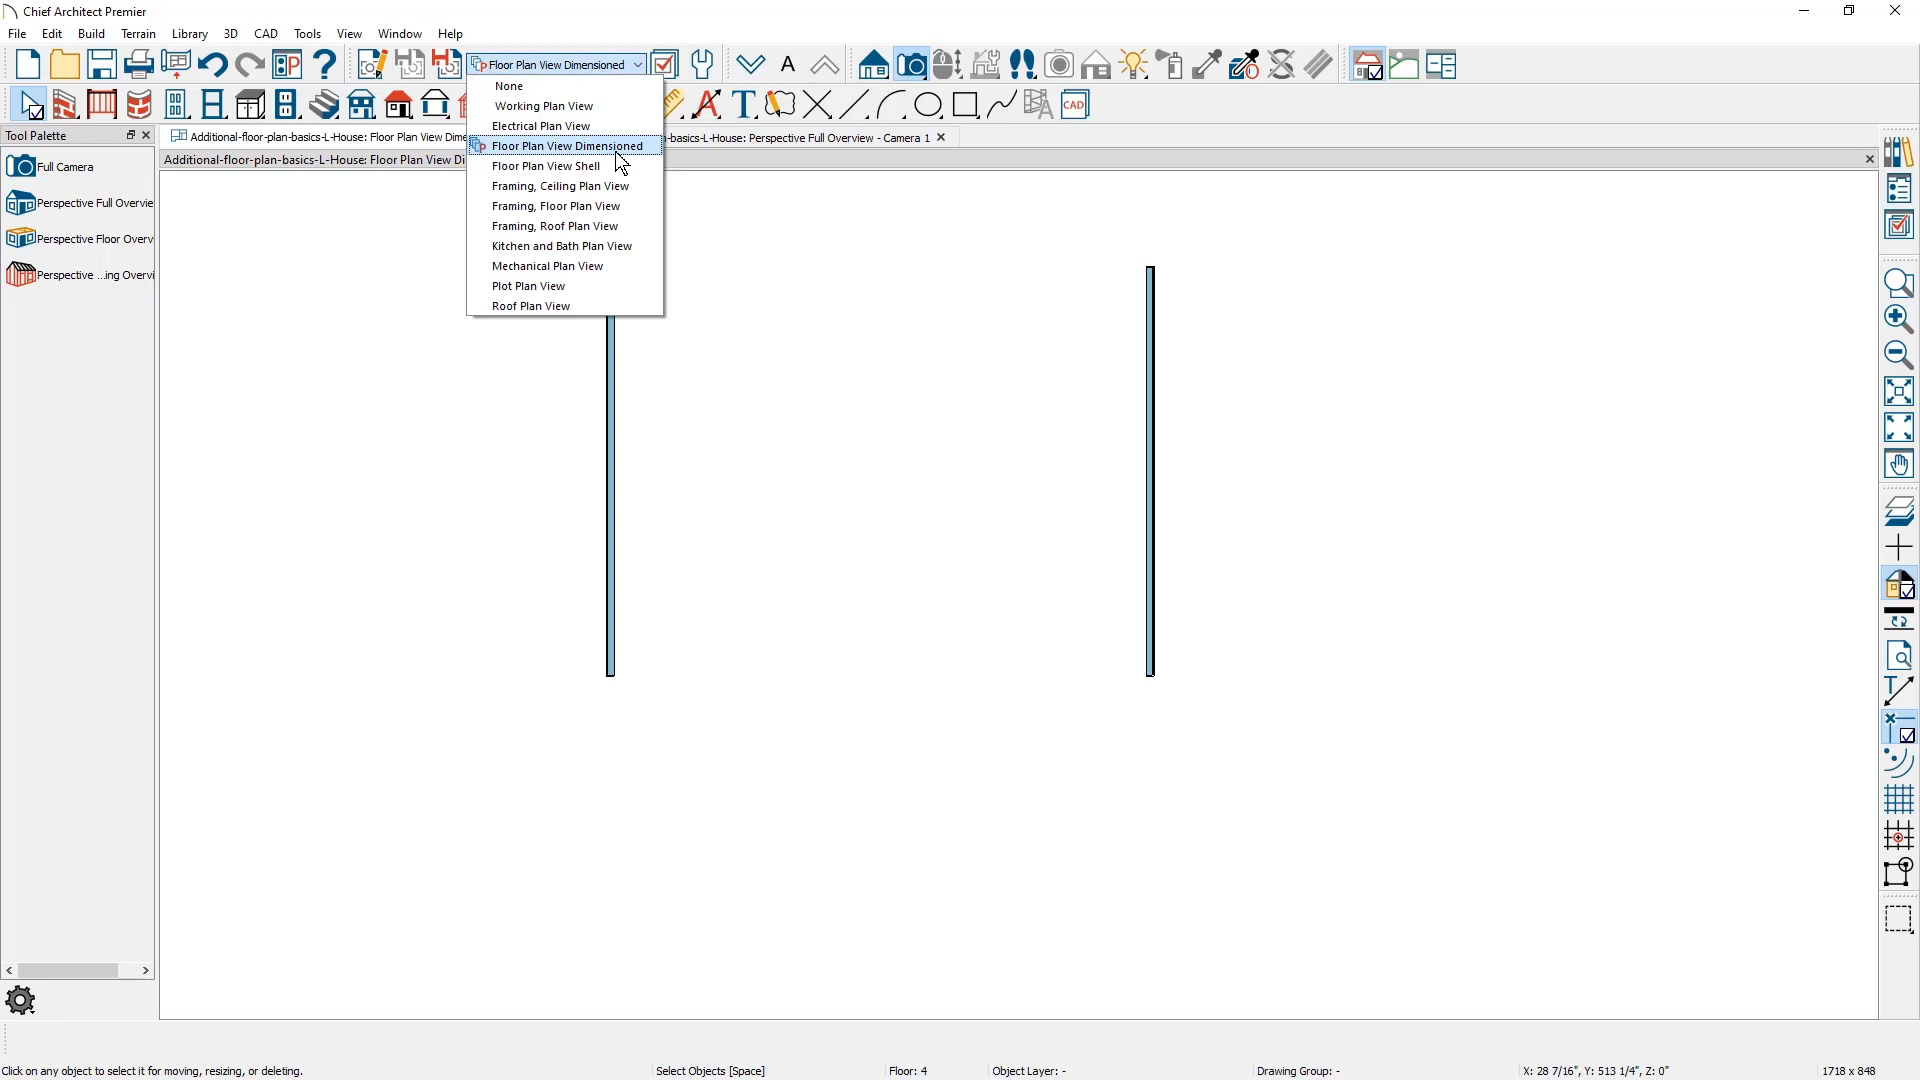 Chief Architect Premier
File Edit Build Terrain Library 3D CAD Tools View Window Help
Floor Plan View Dimensioned
A
None
Working Plan View
Electrical Plan View
Floor Plan View Dimensioned
Floor Plan View Shell
Framing, Ceiling Plan View
Framing, Floor Plan View
Framing, Roof Plan View
Kitchen and Bath Plan View
Mechanical Plan View
Plot Plan View
Roof Plan View
T
CAD
Tool Palette
Additional-floor-plan-basics-L-House: Floor Plan View Dime
-basics-L-House: Perspective Full Overview - Camera 1
Additional-floor-plan-basics-L-House: Floor Plan View Di
Full Camera
Perspective Full Overvie
Perspective Floor Overv
Perspective ...ing Overvi
Click on any object to select it for moving, resizing, or deleting.
Select Objects [Space]
Floor: 4
Object Layer: -
Drawing Group: -
X: 28 7/16", Y: 513 1/4", Z: 0"
1718 x 848